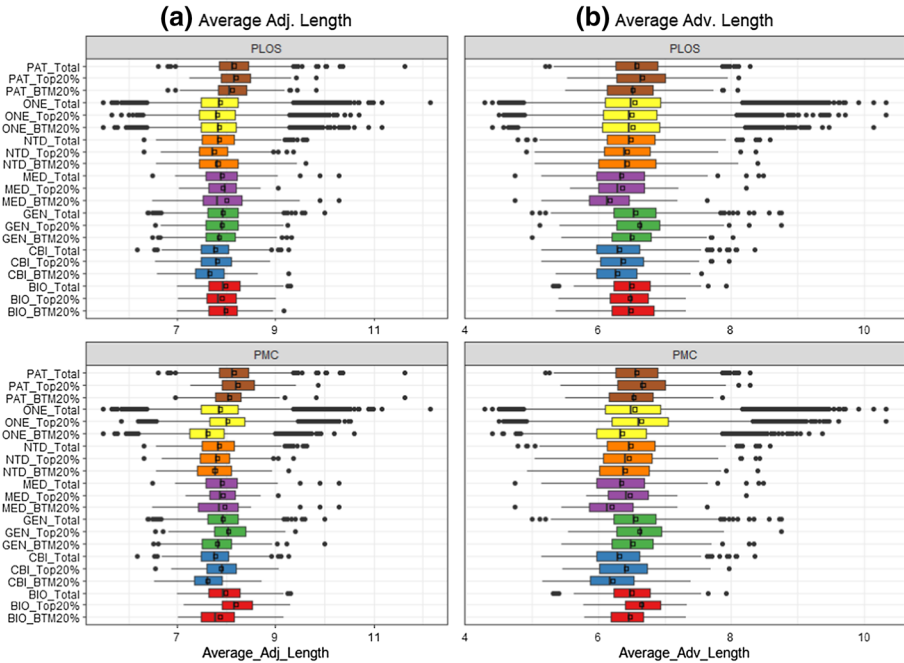 (a) Average Adj. Length
(b) Average Adv. Length
PLOS
PLOS
PAT_Total
PAT_Top20%
PAT_BTM20%
ONE_Total
ONE_Top20%
ONE_BTM20%
NTD_Total
NTD_Top20%
NTD_BTM20%
MED_Total
MED_Top20%
MED_BTM20%
GEN_Total
GEN_Top20%
GEN_BTM20%
CBI_Total
CBI_Top20%
CBI_BTM20%
BIO_Total
BIO_Top20%
BIO_BTM20%
7 9 11
4 6 8 10
PMC
PMC
PAT_Total
PAT_Top20%
PAT_BTM20%
ONE_Total
ONE_Top20%
ONE_BTM20%
NTD_Total
NTD_Top20%
NTD_BTM20%
MED_Total
MED_Top20%
MED_BTM20%
GEN_Total
GEN_Top20%
GEN_BTM20%
CBI_Total
CBI_Top20%
CBI_BTM20%
BIO_Total
BIO_Top20%
BIO_BTM20%
7 9 11
4 6 8 10
Average_Adj_Length
Average_Adv_Length